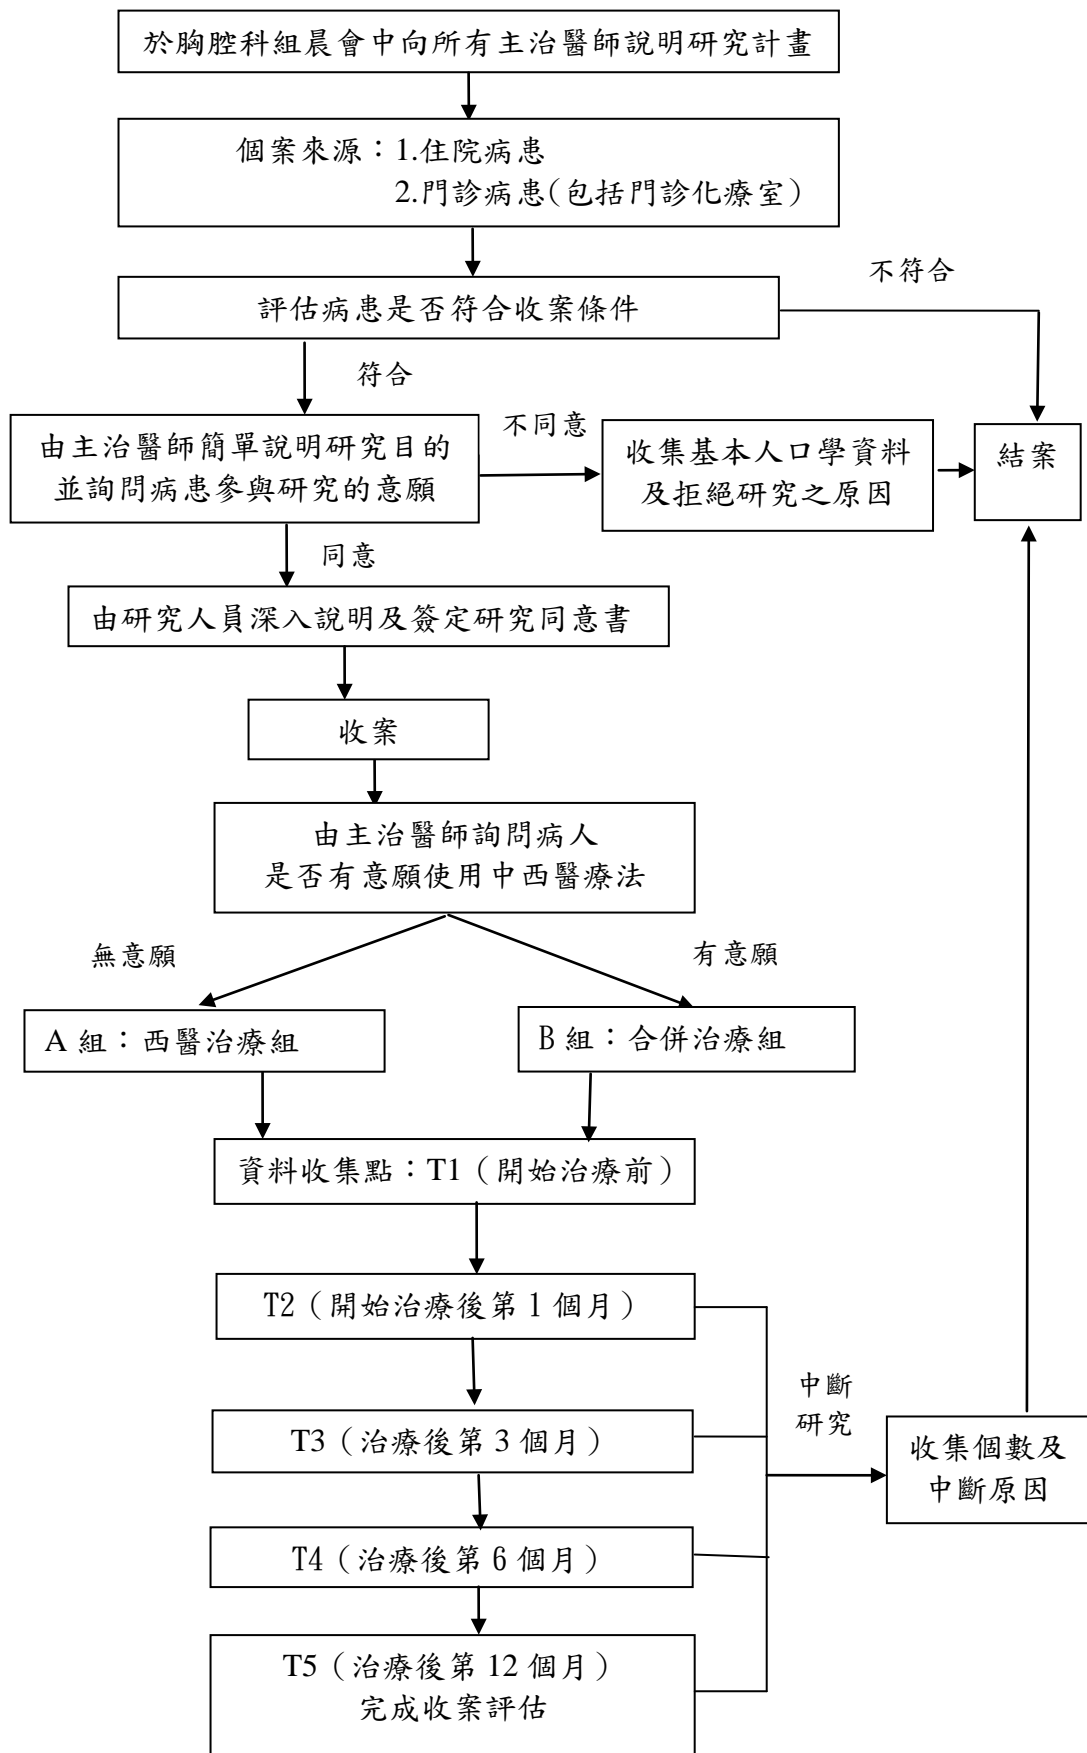 於胸腔科組晨會中向所有主治醫師說明研究計畫
個案來源：1.住院病患
2.門診病患(包括門診化療室)
評估病患是否符合收案條件
不符合
符合
由主治醫師簡單說明研究目的
並詢問病患參與研究的意願
不同意
收集基本人口學資料
及拒絕研究之原因
結案
同意
由研究人員深入說明及簽定研究同意書
收案
由主治醫師詢問病人
是否有意願使用中西醫療法
無意願
有意願
A 組：西醫治療組
B 組：合併治療組
資料收集點：T1（開始治療前）
T2（開始治療後第 1 個月）
T3（治療後第 3 個月）
中斷
研究
收集個數及
中斷原因
T4（治療後第 6 個月）
T5（治療後第 12 個月）
完成收案評估